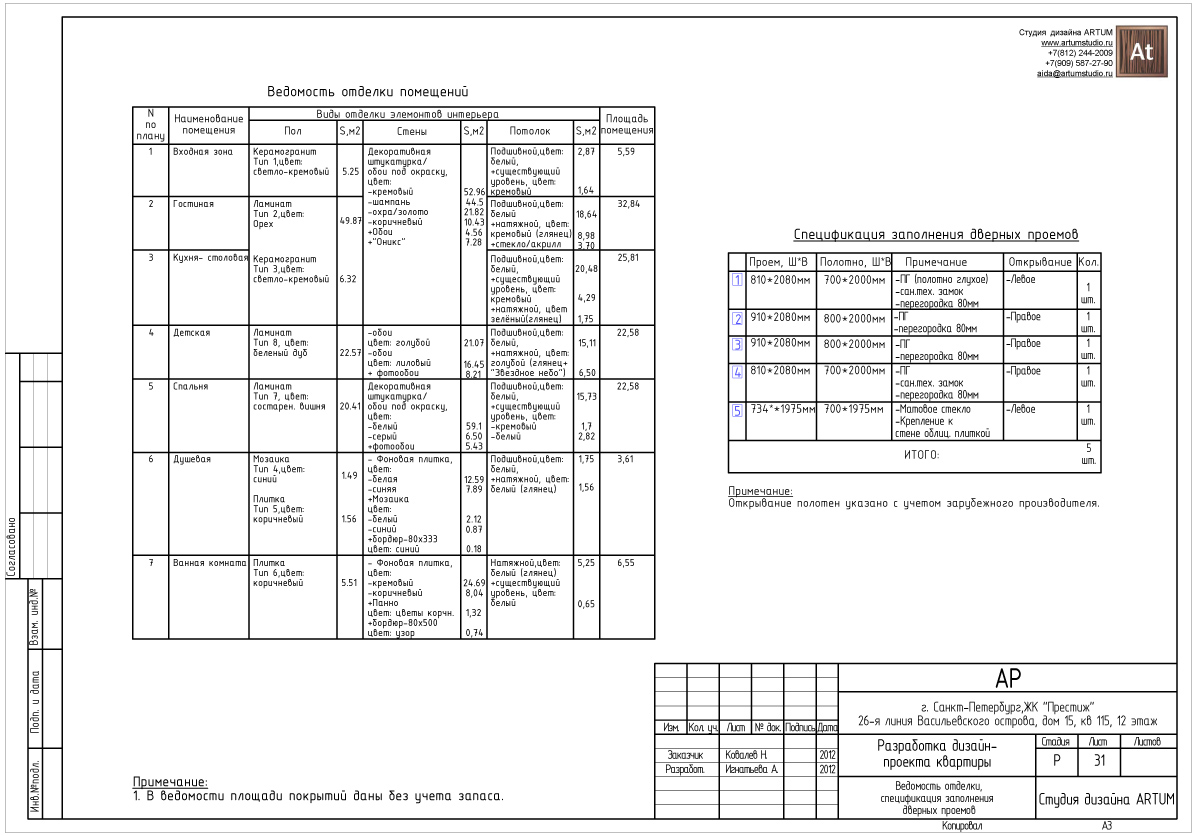 Студия дизайна ARTUM
www.artumstudio.ru
+7(812) 244-2009
+7(909) 587-27-90
aida@artumstudio.ru
At
Ведомость отделки помещений
N по плану
Наименование помещения
Виды отделки элемонтов интерьера
Площадь помещения
Пол S,м2 Стены S,м2 Потолок S,м2
1 Входная зона
Керамогранит
Тип 1,цвет:
светло-кремовый 5.25
Декоративная
штукатурка/
обои под окраску,
цвет:
-кремовый 52.96
-шампань 44.5
-охра/золото 21.82
-коричневый 10.43
+Обои 4.56
+"Оникс" 7.28
Подшивной,цвет: 2,87
белый,
+существующий
уровень, цвет:
кремовый 1,64
5,59
2 Гостиная
Ламинат
Тип 2,цвет: 49.87
Орех
Подшивной,цвет:
белый 18,64
+натяжной, цвет:
кремовый (глянец) 8,98
+стекло/акрилл 3.70
32,84
3 Кухня- столовая
Керамогранит
Тип 3,цвет:
светло-кремовый 6.32
Подшивной,цвет:
белый, 20,48
+существующий
уровень, цвет:
кремовый 4,29
+натяжной, цвет
зелёный(глянец) 1,75
25,81
4 Детская
Ламинат
Тип 8, цвет:
беленый дуб 22.57
-обои
цвет: голубой 21.07
-обои
цвет: лиловый 16.45
+ фотообои 8.21
Подшивной,цвет:
белый, 15,11
+натяжной, цвет:
голубой (глянец+
"Звездное небо") 6,50
22,58
5 Спальня
Ламинат
Тип 7, цвет:
состарен. вишня 20.41
Декоративная
штукатурка/
обои под окраску,
цвет:
-белый 59.1
-серый 6.50
+фотообои 5.43
Подшивной,цвет:
белый, 15,73
+существующий
уровень, цвет:
-кремовый 1,7
-белый 2,82
22,58
6 Душевая
Мозаика
Тип 4,цвет: 1.49
синий
Плитка
Тип 5,цвет:
коричневый 1.56
- Фоновая плитка,
цвет:
-белая 12.59
-синяя 7.89
+Мозаика
цвет:
-белый 2.12
-синий 0.87
+бордюр-80х333
цвет: синий 0.18
Подшивной,цвет: 1,75
белый,
+натяжной, цвет:
белый (глянец) 1,56
3,61
7 Ванная комната
Плитка
Тип 6,цвет:
коричневый 5.51
- Фоновая плитка,
цвет:
-кремовый 24.69
-коричневый 8,04
+Панно
цвет: цветы корчн. 1,32
+бордюр-80х500
цвет: узор 0,74
Натяжной,цвет: 5,25
белый (глянец)
+существующий
уровень, цвет:
белый 0,65
6,55
Спецификация заполнения дверных проемов
Проем, Ш*В Полотно, Ш*В Примечание Открывание Кол.
1 810*2080мм 700*2000мм -ПГ (полотно глухое) -Левое
-сан.тех. замок 1
-перегородка 80мм шт.
2 910*2080мм 800*2000мм -ПГ -Правое 1
-перегородка 80мм шт.
3 910*2080мм 800*2000мм -ПГ -Правое 1
-перегородка 80мм шт.
4 810*2080мм 700*2000мм -ПГ -Правое 1
-сан.тех. замок шт.
-перегородка 80мм
5 734**1975мм 700*1975мм -Матовое стекло -Левое 1
-Крепление к шт.
стене облиц. плиткой
ИТОГО: 5 шт.
Примечание:
Открывание полотен указано с учетом зарубежного производителя.
Согласовано
Взам. инд.№
Подп. и дата
Инв.№подл.
Примечание:
1. В ведомости площади покрытий даны без учета запаса.
Изм. Кол. уч. Лист № док. Подпись Дата
Заказчик Ковалев Н. 2012
Разработ. Игнатьева А. 2012
АР
г. Санкт-Петербург,ЖК "Престиж"
26-я линия Васильевского острова, дом 15, кв 115, 12 этаж
Разработка дизайн-
проекта квартиры
Стадия Лист Листов
Р 31
Ведомость отделки,
спецификация заполнения
дверных проемов
Студия дизайна ARTUM
Копировал А3